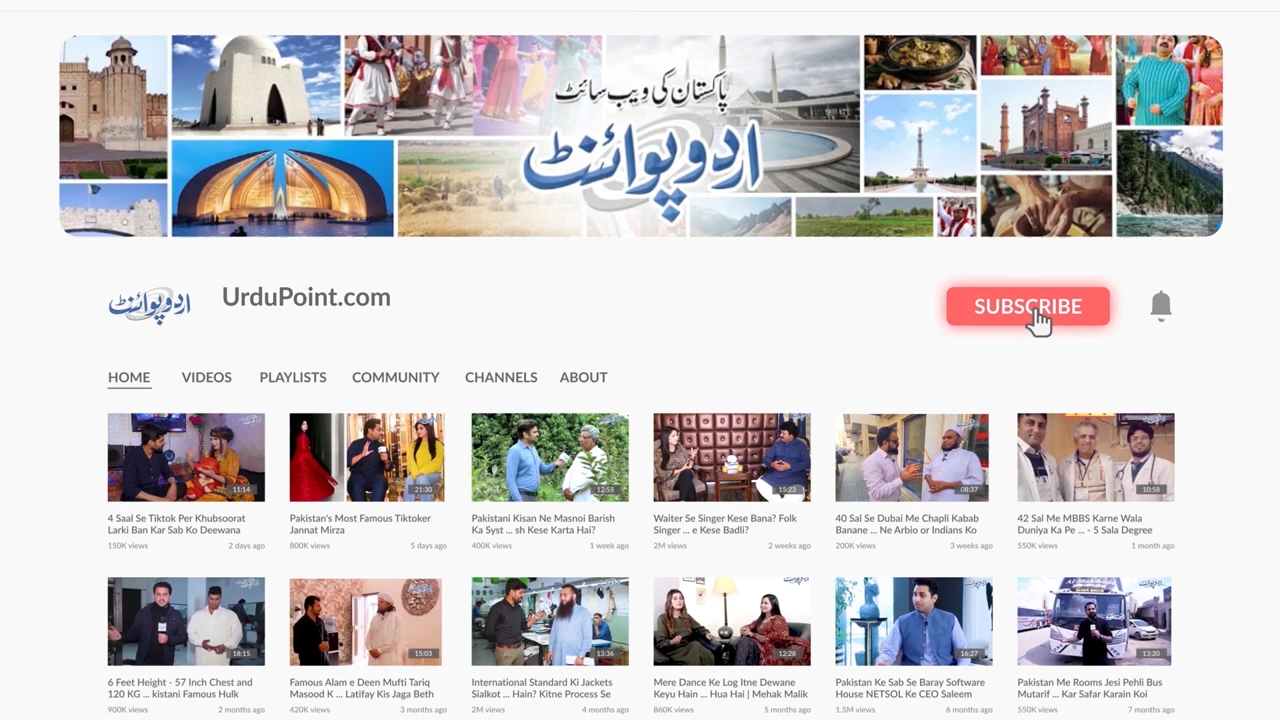 پاکستان کی ویب سائٹ
اردوپوائنٹ
اردوپوائنٹ
UrduPoint.com
SUBSCRIBE
HOME
VIDEOS
PLAYLISTS
COMMUNITY
CHANNELS
ABOUT
11:14
21:30
12:55
15:23
08:37
10:58
4 Saal Se Tiktok Per Khubsoorat
Larki Ban Kar Sab Ko Deewana
150K views
2 days ago
Pakistan's Most Famous Tiktoker
Jannat Mirza
800K views
5 days ago
Pakistani Kisan Ne Masnoi Barish
Ka Syst ... sh Kese Karta Hai?
400K views
1 week ago
Waiter Se Singer Kese Bana? Folk
Singer ... e Kese Badli?
2M views
2 weeks ago
40 Sal Se Dubai Me Chapli Kabab
Banane ... Ne Arbio or Indians Ko
200K views
3 weeks ago
42 Sal Me MBBS Karne Wala
Duniya Ka Pe ... - 5 Sala Degree
550K views
1 month ago
18:15
15:03
13:36
12:28
16:27
13:20
6 Feet Height - 57 Inch Chest and
120 KG ... kistani Famous Hulk
900K views
2 months ago
Famous Alam e Deen Mufti Tariq
Masood K ... Latifay Kis Jaga Beth
420K views
3 months ago
International Standard Ki Jackets
Sialkot ... Hain? Kitne Process Se
2M views
4 months ago
Mere Dance Ke Log Itne Dewane
Keyu Hain ... Hua Hai | Mehak Malik
860K views
5 months ago
Pakistan Ke Sab Se Baray Software
House NETSOL Ke CEO Saleem
1.5M views
6 months ago
Pakistan Me Rooms Jesi Pehli Bus
Mutarif ... Kar Safar Karain Koi
550K views
7 months ago